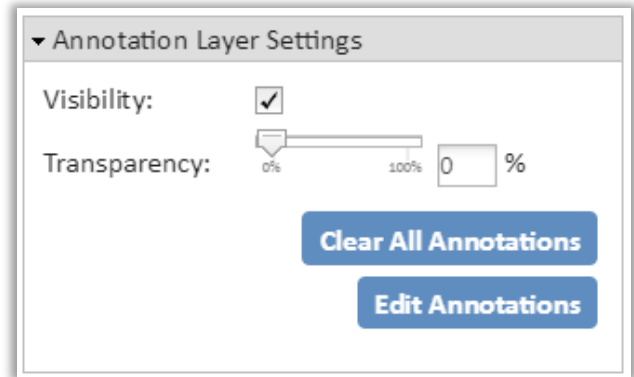 Annotation Layer Settings
Visibility:
Transparency:
0%
100%
0
%
Clear All Annotations
Edit Annotations